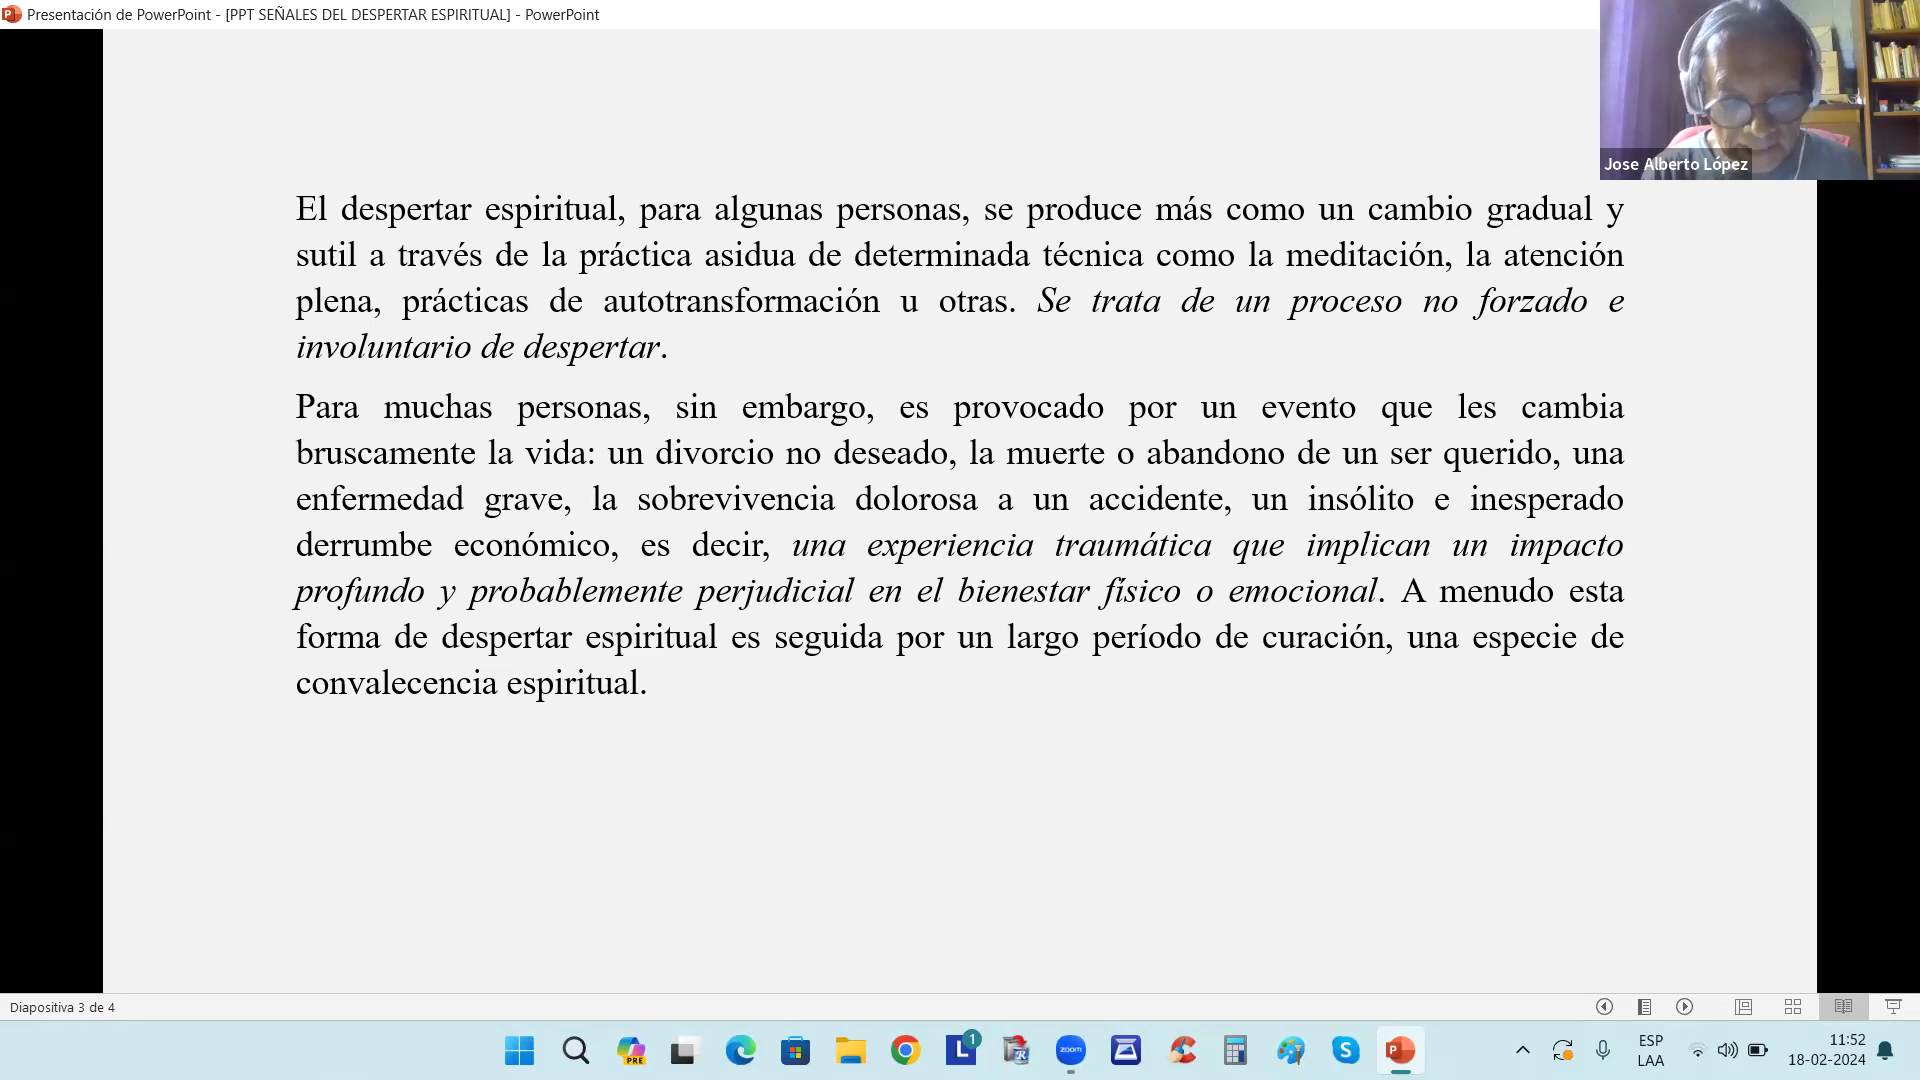 Presentación de PowerPoint - [PPT SEÑALES DEL DESPERTAR ESPIRITUAL] - PowerPoint
Jose Alberto López
El despertar espiritual, para algunas personas, se produce más como un cambio gradual y
sutil a través de la práctica asidua de determinada técnica como la meditación, la atención
plena, prácticas de autotransformación u otras. Se trata de un proceso no forzado e
involuntario de despertar.
Para muchas personas, sin embargo, es provocado por un evento que les cambia
bruscamente la vida: un divorcio no deseado, la muerte o abandono de un ser querido, una
enfermedad grave, la sobrevivencia dolorosa a un accidente, un insólito e inesperado
derrumbe económico, es decir, una experiencia traumática que implican un impacto
profundo y probablemente perjudicial en el bienestar físico o emocional. A menudo esta
forma de despertar espiritual es seguida por un largo período de curación, una especie de
convalecencia espiritual.
Diapositiva 3 de 4
PRE
L
1
R
zoom
S
P
ESP
LAA
11:52
18-02-2024